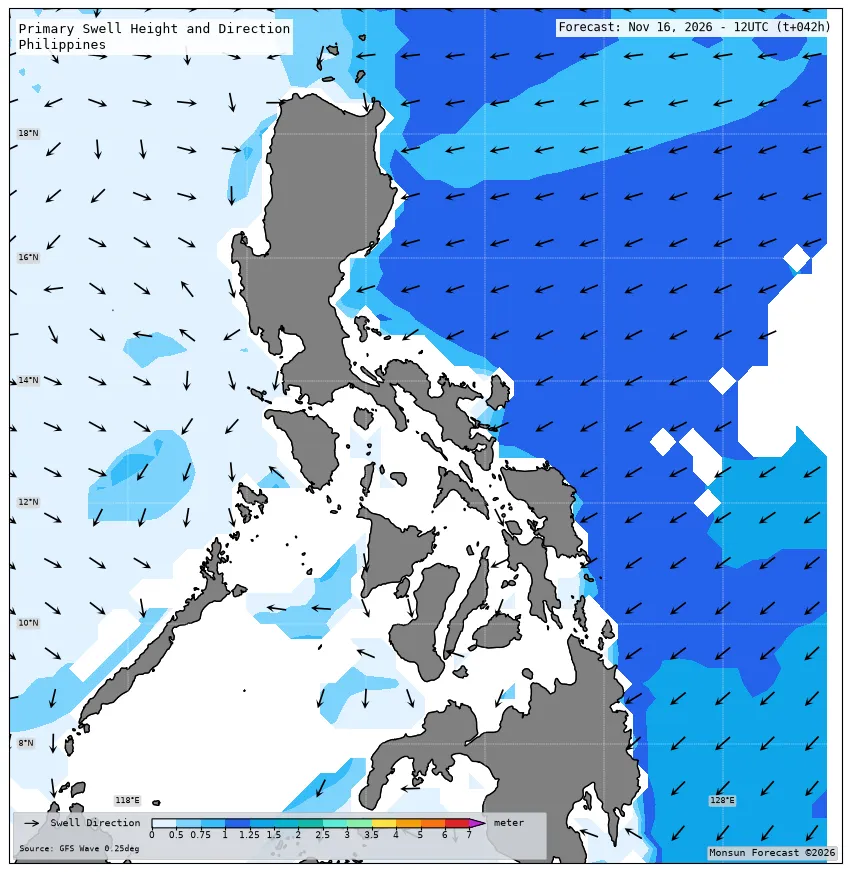 Primary Swell Height and Direction
Philippines
Forecast: Nov 16, 2026 - 12UTC (t+042h)
18°N
16°N
14°N
12°N
10°N
8°N
118°E
128°E
Swell Direction
meter
0 0.5 0.75 1 1.25 1.5 2 2.5 3 3.5 4 5 6 7
Source: GFS Wave 0.25deg
Monsun Forecast ©2026